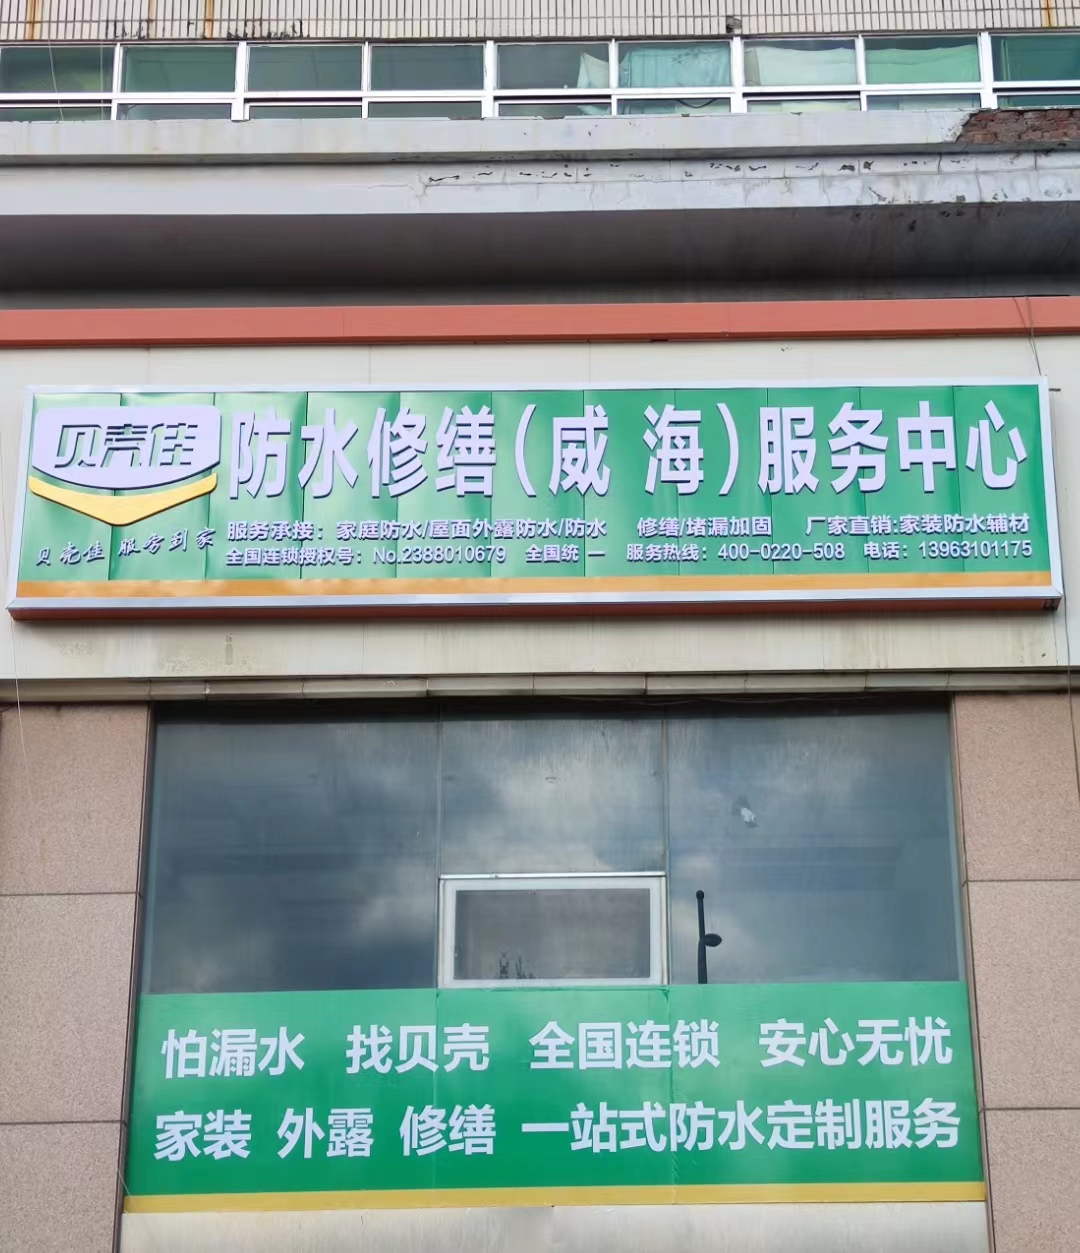 贝壳佳 防水修缮(威 海)服务中心
贝壳佳 服务到家
服务承接：家庭防水/屋面外露防水/防水 修缮/堵漏加固 厂家直销:家装防水辅材
全国连锁授权号：No.2388010679 全国统一 服务热线：400-0220-508 电话：13963101175
怕漏水 找贝壳 全国连锁 安心无忧
家装 外露 修缮 一站式防水定制服务